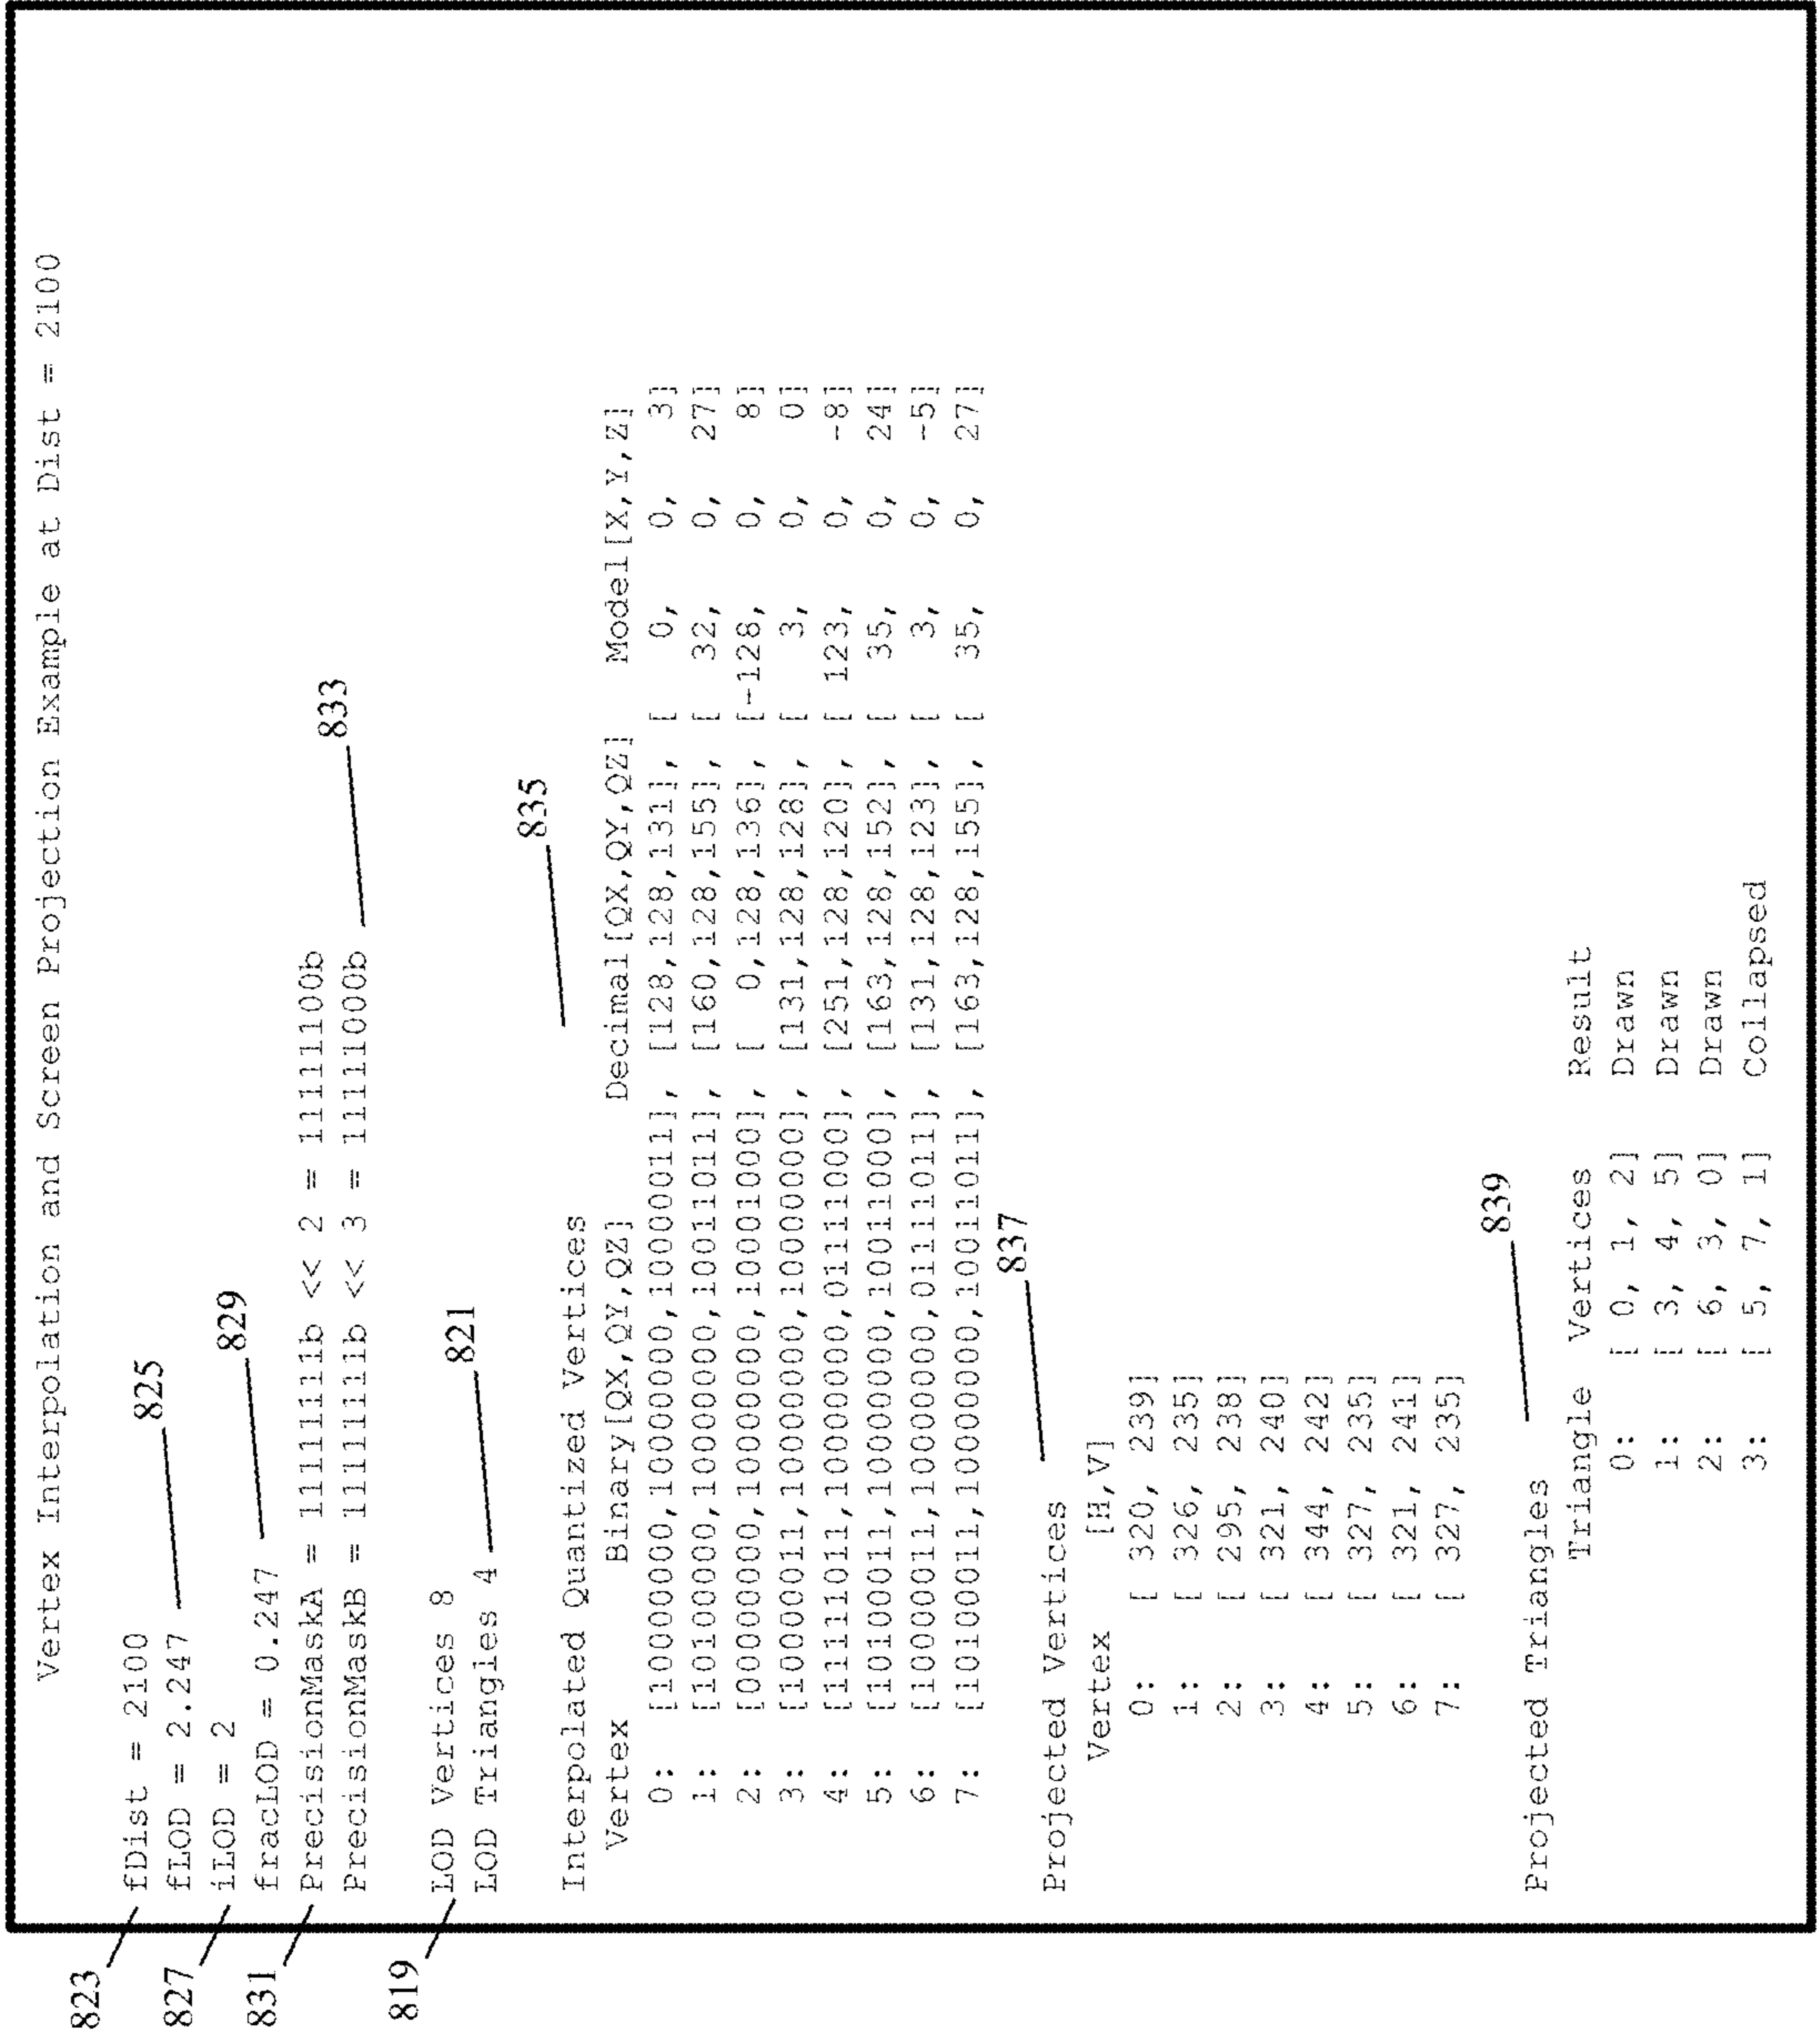 Vertex Interpolation and Screen Projection Example at Dist = 2100
823 fDist = 2100
fLOD = 2.247 825
827 iLOD = 2
fracLOD = 0.247 829
831 PrecisionMaskA = 11111111b << 2 = 11111100b
PrecisionMaskB = 11111111b << 3 = 11111000b 833
819 LOD Vertices 8
LOD Triangles 4 821
Interpolated Quantized Vertices 835
Vertex Binary[QX,QY,QZ] Decimal[QX,QY,QZ] Model[X,Y,Z]
0: [10000000,10000000,10000011], [128,128,131], [ 0, 0, 3]
1: [10100000,10000000,10011011], [160,128,155], [ 32, 0, 27]
2: [00000000,10000000,10001000], [ 0,128,136], [-128, 0, 8]
3: [10000011,10000000,10000000], [131,128,128], [ 3, 0, 0]
4: [11111011,10000000,01111000], [251,128,120], [ 123, 0, -8]
5: [10100011,10000000,10011000], [163,128,152], [ 35, 0, 24]
6: [10000011,10000000,01111011], [131,128,123], [ 3, 0, -5]
7: [10100011,10000000,10011011], [163,128,155], [ 35, 0, 27]
Projected Vertices 837
Vertex [H,V]
0: [ 320, 239]
1: [ 326, 235]
2: [ 295, 238]
3: [ 321, 240]
4: [ 344, 242]
5: [ 327, 235]
6: [ 321, 241]
7: [ 327, 235]
Projected Triangles 839
Triangle Vertices Result
0: [ 0, 1, 2] Drawn
1: [ 3, 4, 5] Drawn
2: [ 6, 3, 0] Drawn
3: [ 5, 7, 1] Collapsed